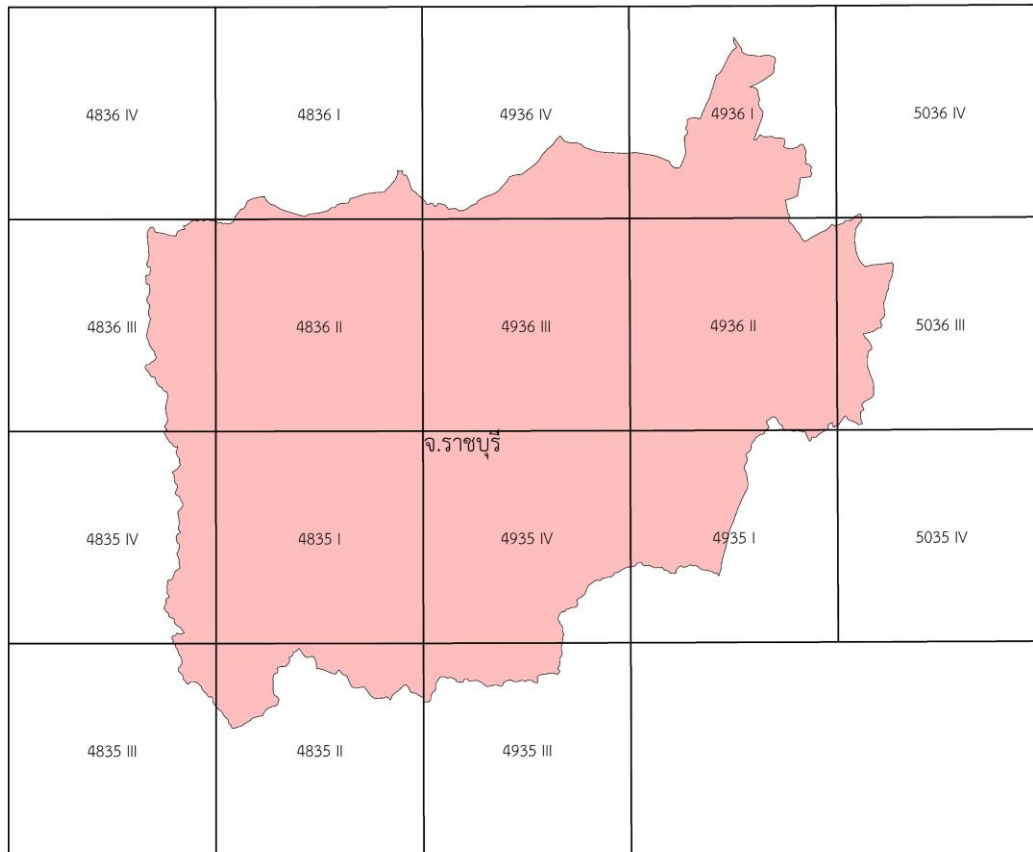 4836 IV
4836 I
4936 IV
4936 I
5036 IV
4836 III
4836 II
4936 III
4936 II
5036 III
จ.ราชบุรี
4835 IV
4835 I
4935 IV
4935 I
5035 IV
4835 III
4835 II
4935 III